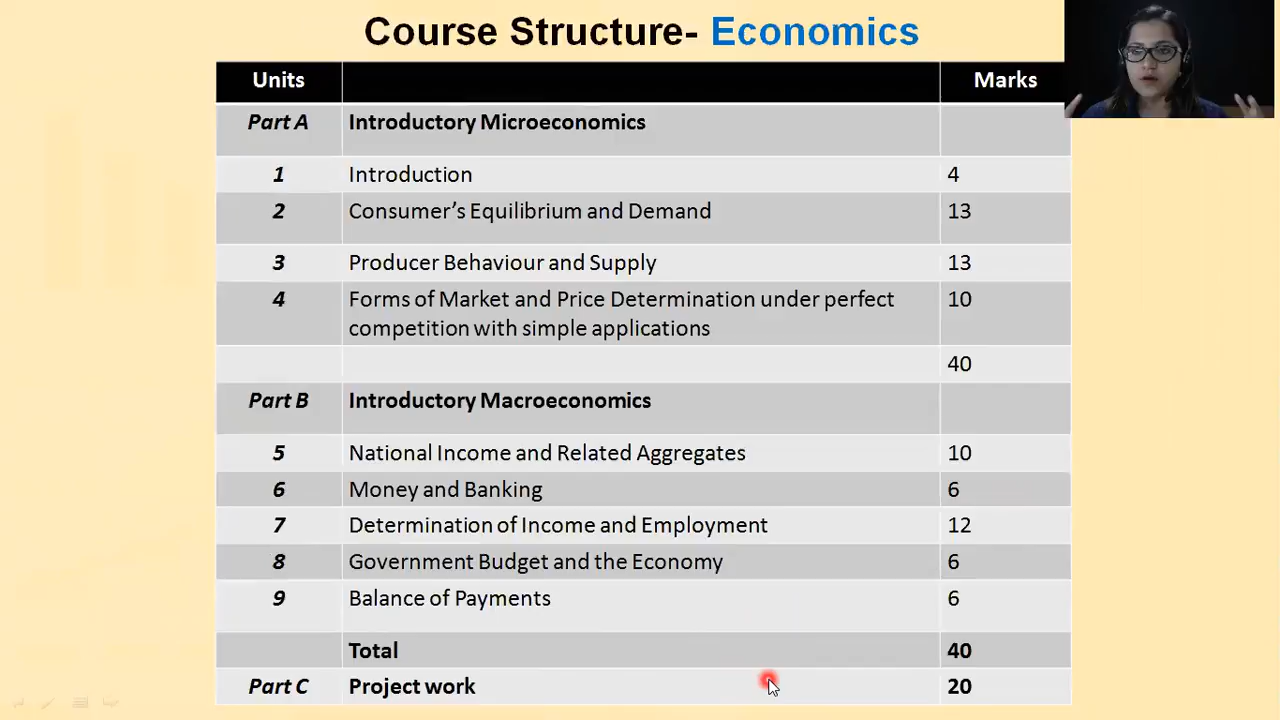 Course Structure- Economics
Units Marks
Part A Introductory Microeconomics
1 Introduction 4
2 Consumer’s Equilibrium and Demand 13
3 Producer Behaviour and Supply 13
4 Forms of Market and Price Determination under perfect 10
competition with simple applications
40
Part B Introductory Macroeconomics
5 National Income and Related Aggregates 10
6 Money and Banking 6
7 Determination of Income and Employment 12
8 Government Budget and the Economy 6
9 Balance of Payments 6
Total 40
Part C Project work 20